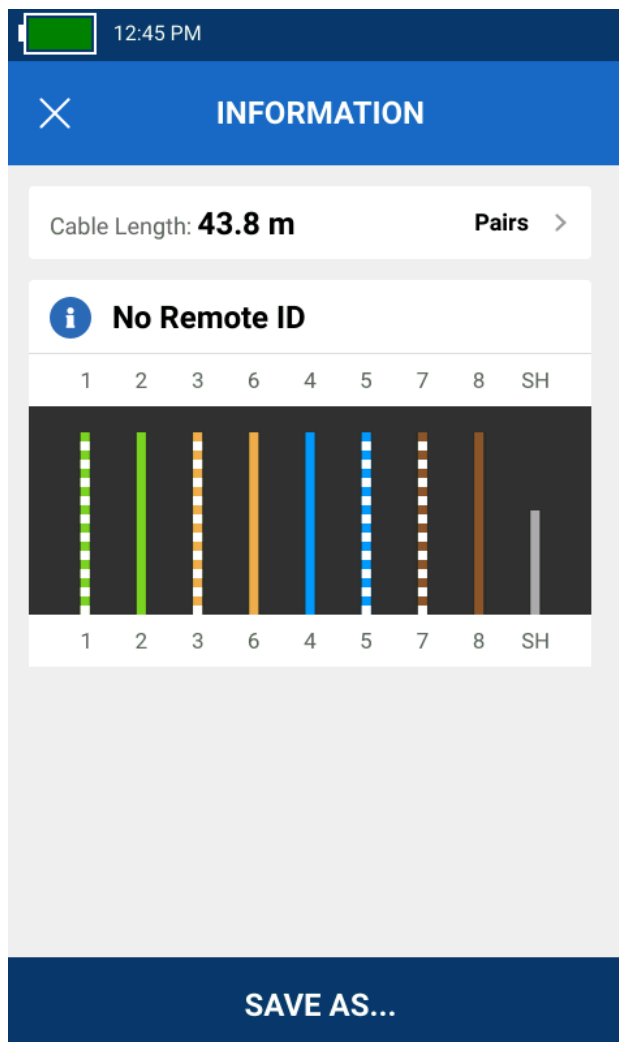 12:45 PM
INFORMATION
Cable Length: 43.8 m Pairs
No Remote ID
1 2 3 6 4 5 7 8 SH
1 2 3 6 4 5 7 8 SH
SAVE AS...